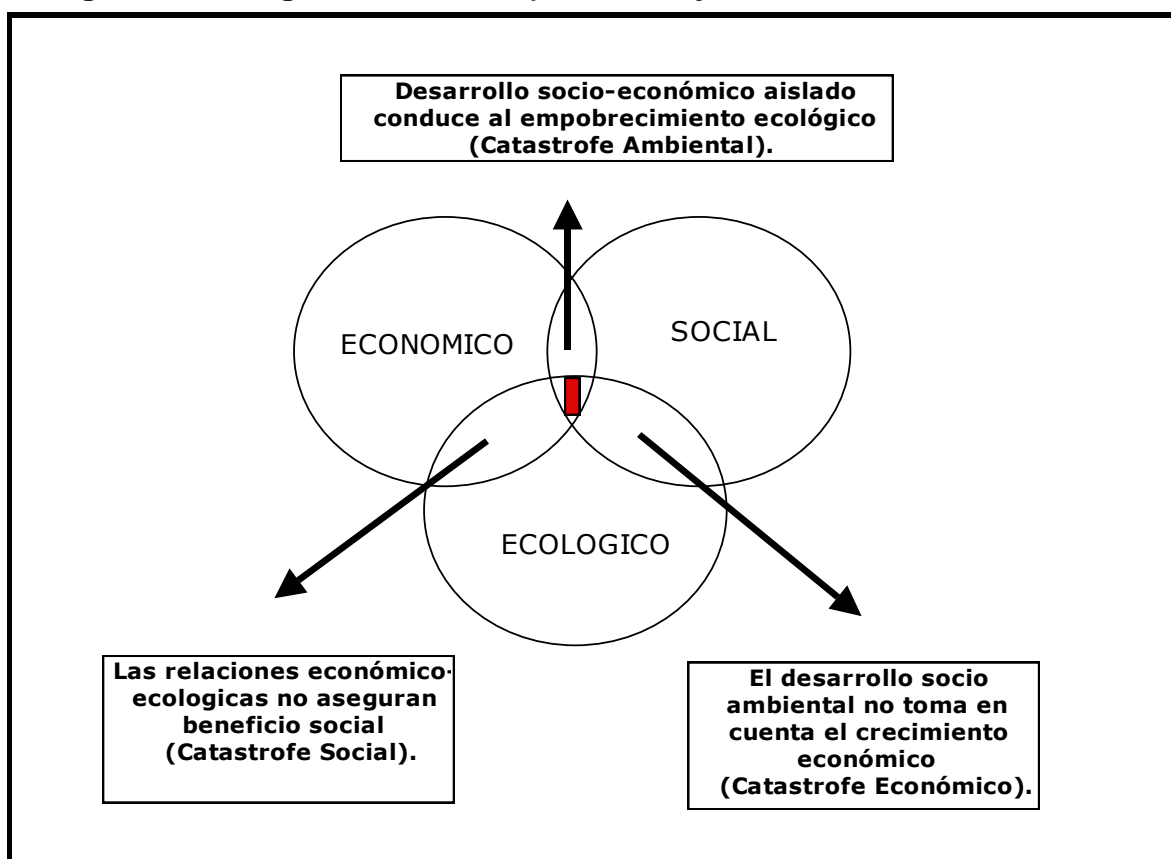 Desarrollo socio-económico aislado
conduce al empobrecimiento ecológico
(Catastrofe Ambiental).
ECONOMICO
SOCIAL
ECOLOGICO
Las relaciones económico-
ecologicas no aseguran
beneficio social
(Catastrofe Social).
El desarrollo socio
ambiental no toma en
cuenta el crecimiento
económico
(Catastrofe Económico).